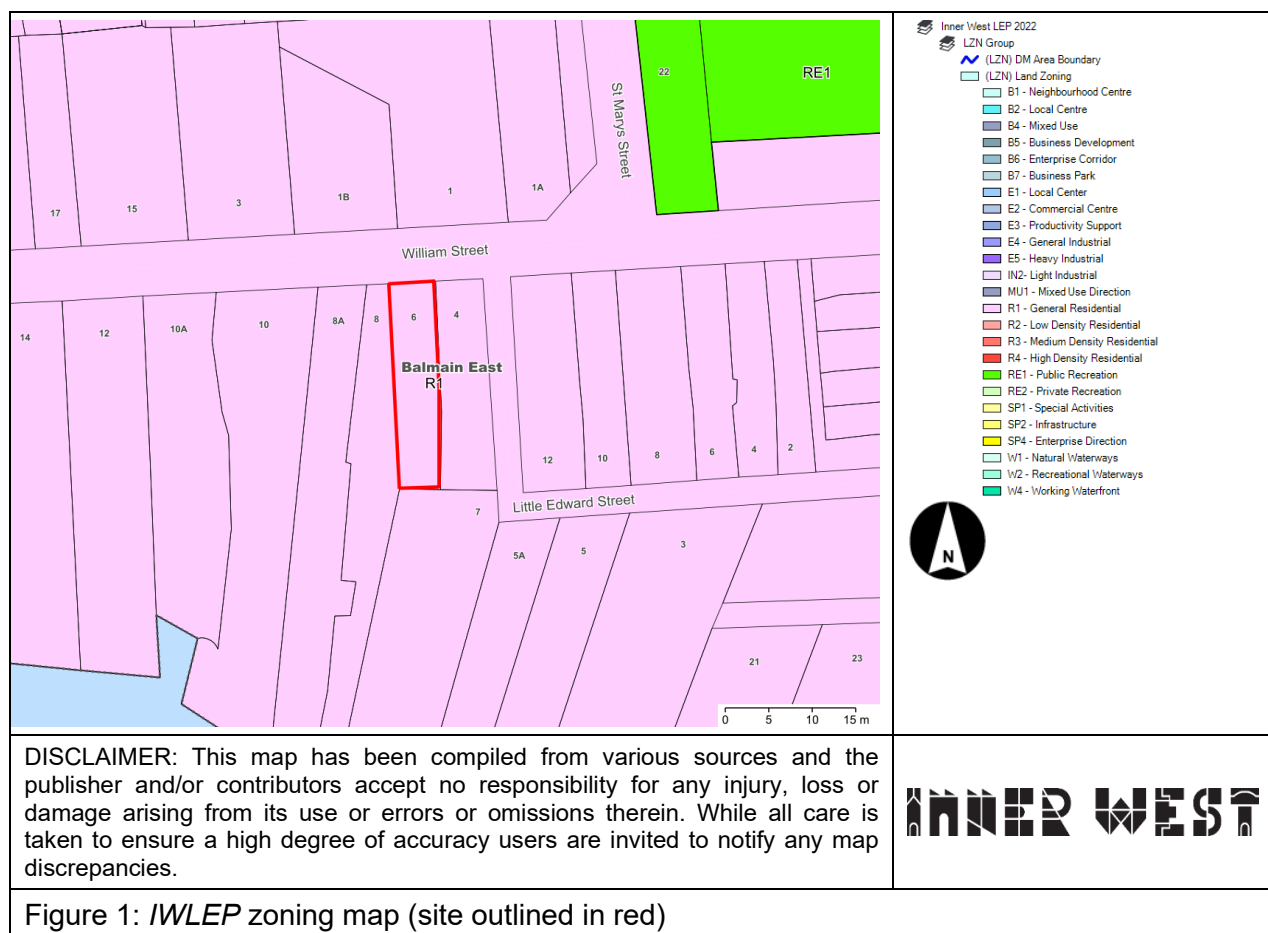 22
RE1
St Marys Street
17
15
3
1B
1
1A
William Street
14
12
10A
10
8A
8
6
4
Balmain East
R1
12
10
8
6
4
2
Little Edward Street
7
5A
5
3
21
23
0 5 10 15 m
Inner West LEP 2022
LZN Group
(LZN) DM Area Boundary
(LZN) Land Zoning
B1 - Neighbourhood Centre
B2 - Local Centre
B4 - Mixed Use
B5 - Business Development
B6 - Enterprise Corridor
B7 - Business Park
E1 - Local Center
E2 - Commercial Centre
E3 - Productivity Support
E4 - General Industrial
E5 - Heavy Industrial
IN2- Light Industrial
MU1 - Mixed Use Direction
R1 - General Residential
R2 - Low Density Residential
R3 - Medium Density Residential
R4 - High Density Residential
RE1 - Public Recreation
RE2 - Private Recreation
SP1 - Special Activities
SP2 - Infrastructure
SP4 - Enterprise Direction
W1 - Natural Waterways
W2 - Recreational Waterways
W4 - Working Waterfront
N
DISCLAIMER: This map has been compiled from various sources and the
publisher and/or contributors accept no responsibility for any injury, loss or
damage arising from its use or errors or omissions therein. While all care is
taken to ensure a high degree of accuracy users are invited to notify any map
discrepancies.
INNER WEST
Figure 1: IWLEP zoning map (site outlined in red)